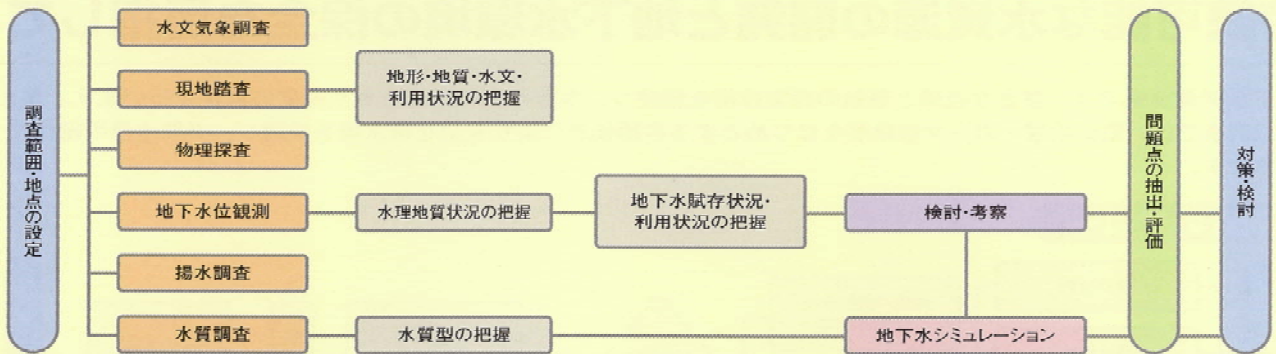 調査範囲・地点の設定
水文気象調査
現地踏査
物理探査
地下水位観測
揚水調査
水質調査
地形・地質・水文・
利用状況の把握
水理地質状況の把握
水質型の把握
地下水賦存状況・
利用状況の把握
検討・考察
地下水シミュレーション
問題点の抽出・評価
対策・検討